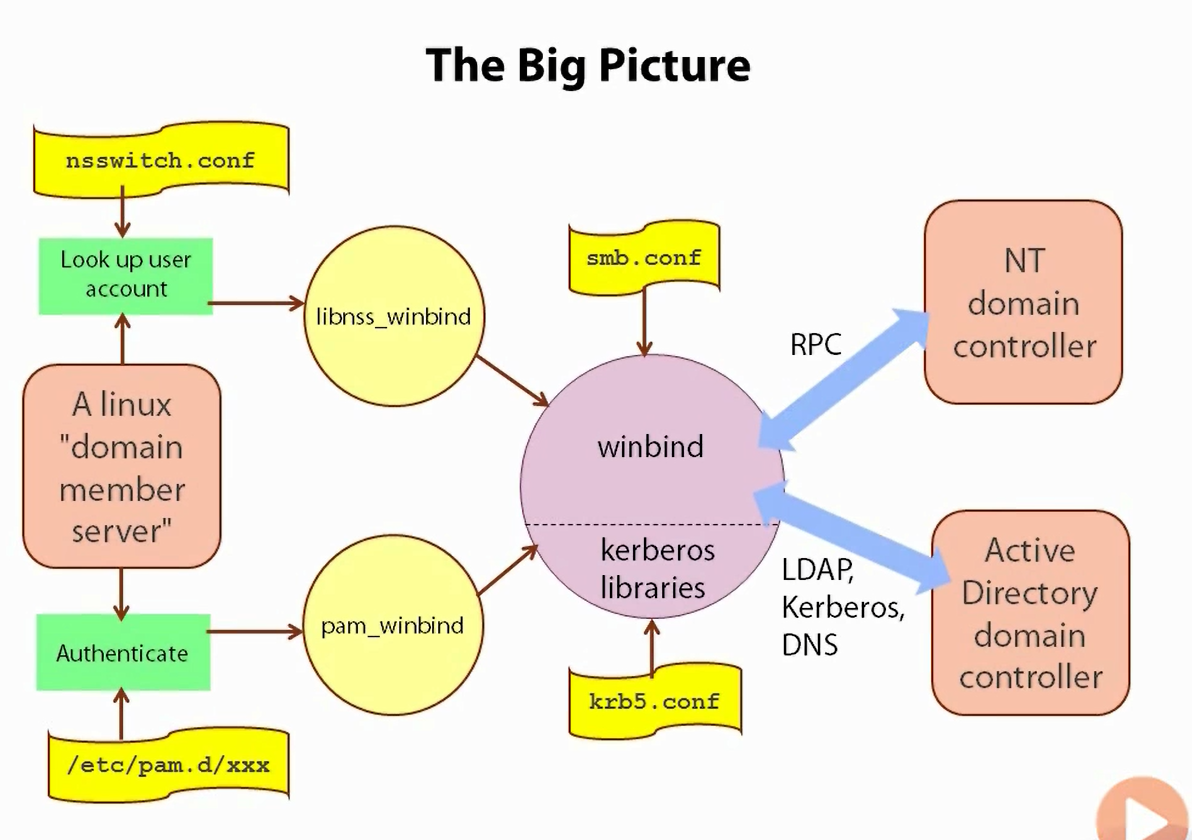 The Big Picture
nsswitch.conf
Look up user
account
libnss_winbind
smb.conf
NT
domain
controller
RPC
A linux
"domain
member
server"
winbind
kerberos
libraries
LDAP,
Kerberos,
DNS
Active
Directory
domain
controller
Authenticate
pam_winbind
krb5.conf
/etc/pam.d/xxx